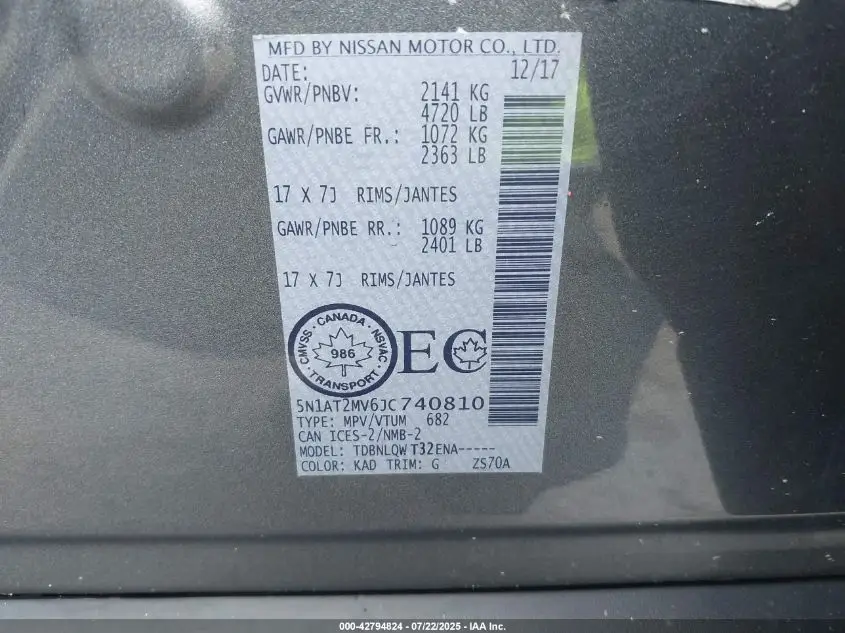 MFD BY NISSAN MOTOR CO., LTD.
DATE: 12/17
GVWR/PNBV: 2141 KG
4720 LB
GAWR/PNBE FR.: 1072 KG
2363 LB
17 X 7J RIMS/JANTES
GAWR/PNBE RR.: 1089 KG
2401 LB
17 X 7J RIMS/JANTES
CMVSS · CANADA · NSVAC
986
· TRANSPORT ·
EC
5N1AT2MV6JC740810
TYPE: MPV/VTUM 682
CAN ICES-2/NMB-2
MODEL: TDBNLQW T32ENA-----
COLOR: KAD TRIM: G ZS70A
000-42794824 - 07/22/2025 - IAA Inc.